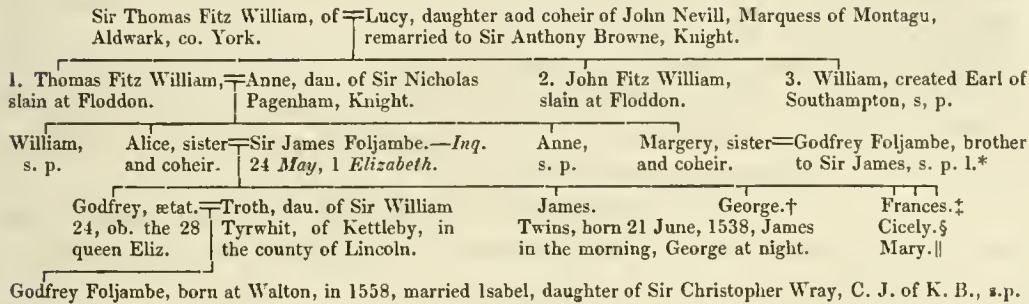 Sir Thomas Fitz William, of = Lucy, daughter aod coheir of John Nevill, Marquess of Montagu,
Aldwark, co. York. remarried to Sir Anthony Browne, Knight.
1. Thomas Fitz William, = Anne, dau. of Sir Nicholas 2. John Fitz William, 3. William, created Earl of
slain at Floddon. Pagenham, Knight. slain at Floddon. Southampton, s, p.
William, Alice, sister = Sir James Foljambe.—Inq. Anne, Margery, sister = Godfrey Foljambe, brother
s. p. and coheir. 24 May, 1 Elizabeth. s. p. and coheir. to Sir James, s. p. l.*
Godfrey, ætat. = Troth, dau. of Sir William James. George.† Frances.‡
24, ob. the 28 Tyrwhit, of Kettleby, in Twins, born 21 June, 1538, James Cicely.§
queen Eliz. the county of Lincoln. in the morning, George at night. Mary.||
Godfrey Foljambe, born at Walton, in 1558, married Isabel, daughter of Sir Christopher Wray, C. J. of K. B., s.p.